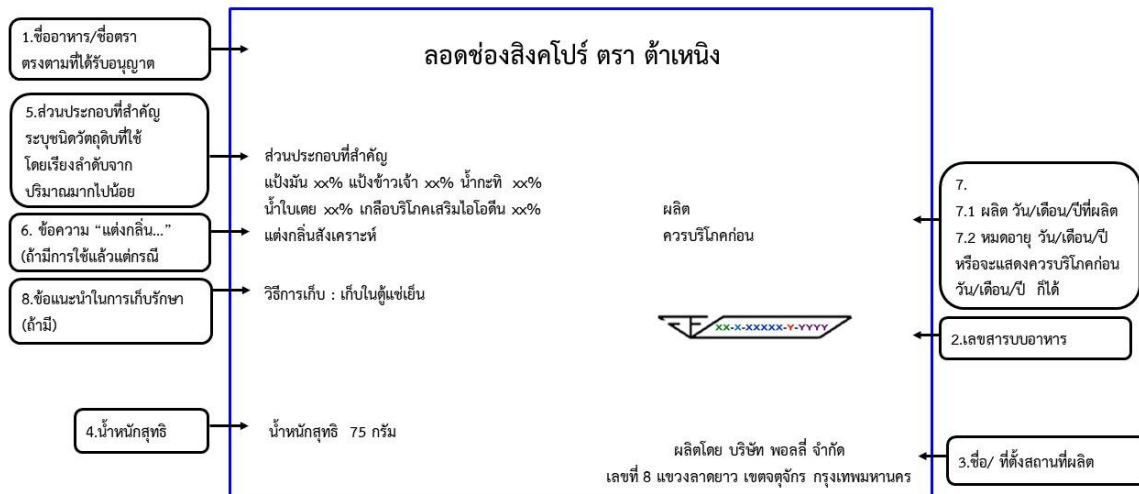 1.ชื่ออาหาร/ชื่อตรา
ตรงตามที่ได้รับอนุญาต
ลอดช่องสิงคโปร์ ตรา ต้าเหนิง
5.ส่วนประกอบที่สำคัญ
ระบุชนิดวัตถุดิบที่ใช้
โดยเรียงลำดับจาก
ปริมาณมากไปน้อย
ส่วนประกอบที่สำคัญ
แป้งมัน xx% แป้งข้าวเจ้า xx% น้ำกะทิ xx%
น้ำใบเตย xx% เกลือบริโภคเสริมไอโอดีน xx%
แต่งกลิ่นสังเคราะห์
6. ข้อความ “แต่งกลิ่น...”
(ถ้ามีการใช้แล้วแต่กรณี
8.ข้อแนะนำในการเก็บรักษา
(ถ้ามี)
วิธีการเก็บ : เก็บในตู้แช่เย็น
ผลิต
ควรบริโภคก่อน
7.
7.1 ผลิต วัน/เดือน/ปีที่ผลิต
7.2 หมดอายุ วัน/เดือน/ปี
หรือจะแสดงควรบริโภคก่อน
วัน/เดือน/ปี ก็ได้
XX-X-XXXXX-Y-YYYY
2.เลขสารบบอาหาร
4.น้ำหนักสุทธิ
น้ำหนักสุทธิ 75 กรัม
ผลิตโดย บริษัท พอลลี่ จำกัด
เลขที่ 8 แขวงลาดยาว เขตจตุจักร กรุงเทพมหานคร
3.ชื่อ/ ที่ตั้งสถานที่ผลิต